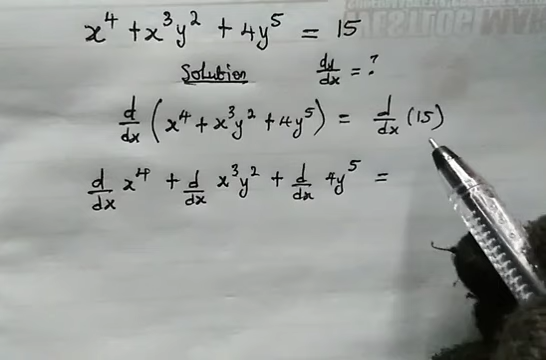 x⁴ + x³y² + 4y⁵ = 15
Solution dy/dx = ?
d/dx (x⁴ + x³y² + 4y⁵) = d/dx (15)
d/dx x⁴ + d/dx x³y² + d/dx 4y⁵ =